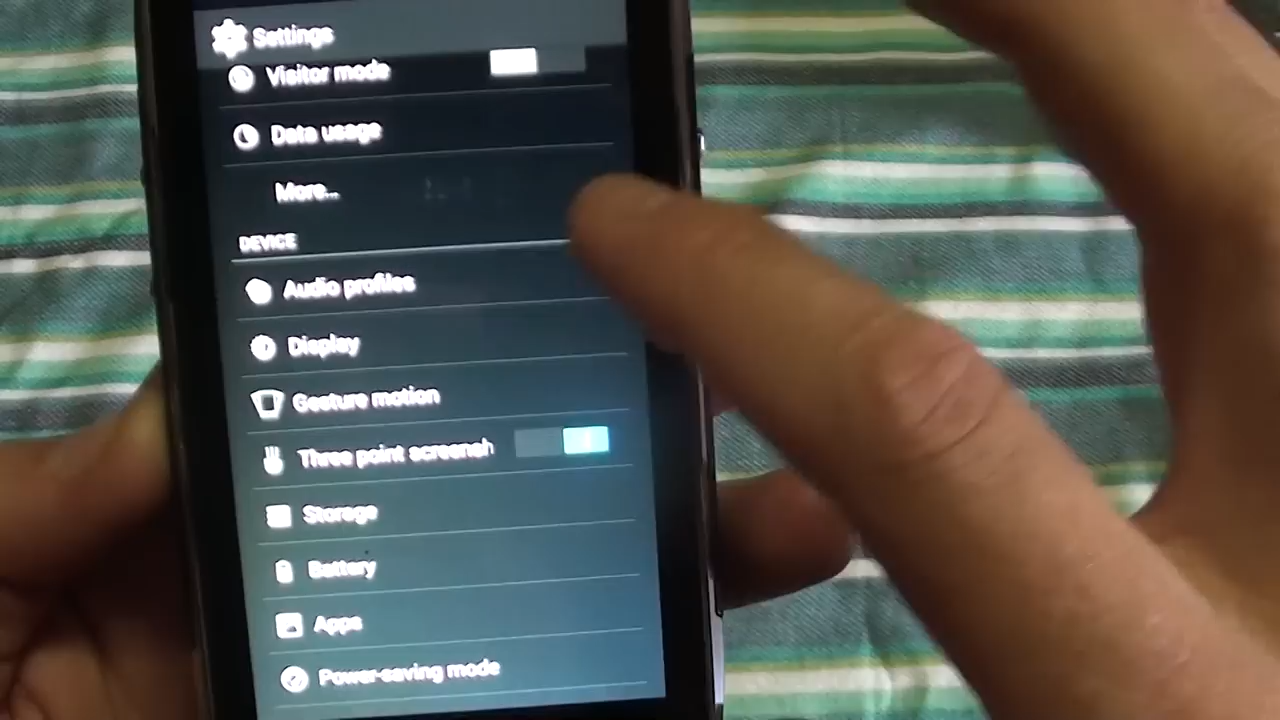 Settings
Visitor mode
Data usage
More...
DEVICE
Audio profiles
Display
Gesture motion
Three point screensh
Storage
Battery
Apps
Power-saving mode